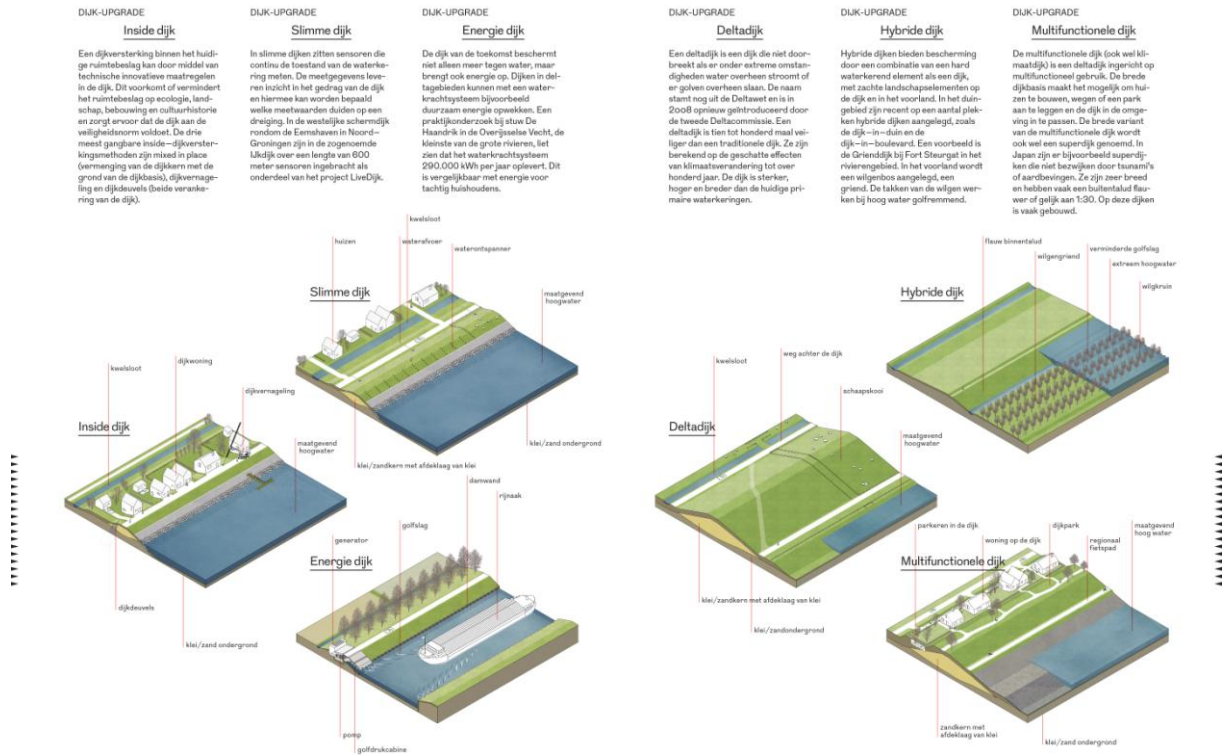 DIJK-UPGRADE
Inside dijk
Een dijkversterking binnen het huidi-
ge ruimtebeslag kan door middel van
technische innovatieve maatregelen
in de dijk. Dit voorkomt of vermindert
het ruimtebeslag op ecologie, land-
schap, bebouwing en cultuurhistorie
en zorgt ervoor dat de dijk aan de
veiligheidsnorm voldoet. De drie
meest gangbare inside–dijkverster-
kingsmethoden zijn mixed in place
(vermenging van de dijkkern met de
grond van de dijkbasis), dijkvernage-
ling en dijkdeuvels (beide veranke-
ring van de dijk).
DIJK-UPGRADE
Slimme dijk
In slimme dijken zitten sensoren die
continu de toestand van de waterke-
ring meten. De meetgegevens leve-
ren inzicht in het gedrag van de dijk
en hiermee kan worden bepaald
welke meetwaarden duiden op een
dreiging. In de westelijke schermdijk
rondom de Eemshaven in Noord–
Groningen zijn in de zogenoemde
IJkdijk over een lengte van 600
meter sensoren ingebracht als
onderdeel van het project LiveDijk.
DIJK-UPGRADE
Energie dijk
De dijk van de toekomst beschermt
niet alleen meer tegen water, maar
brengt ook energie op. Dijken in del-
tagebieden kunnen met een water-
krachtsysteem bijvoorbeeld
duurzaam energie opwekken. Een
praktijkonderzoek bij stuw De
Haandrik in de Overijsselse Vecht, de
kleinste van de grote rivieren, liet
zien dat het waterkrachtsysteem
290.000 kWh per jaar oplevert. Dit
is vergelijkbaar met energie voor
tachtig huishoudens.
DIJK-UPGRADE
Deltadijk
Een deltadijk is een dijk die niet door-
breekt als er onder extreme omstan-
digheden water overheen stroomt of
er golven overheen slaan. De naam
stamt nog uit de Deltawet en is in
2008 opnieuw geïntroduceerd door
de tweede Deltacommissie. Een
deltadijk is tien tot honderd maal vei-
liger dan een traditionele dijk. Ze zijn
berekend op de geschatte effecten
van klimaatsverandering tot over
honderd jaar. De dijk is sterker,
hoger en breder dan de huidige pri-
maire waterkeringen.
DIJK-UPGRADE
Hybride dijk
Hybride dijken bieden bescherming
door een combinatie van een hard
waterkerend element als een dijk,
met zachte landschapselementen op
de dijk en in het voorland. In het duin-
gebied zijn recent op een aantal plek-
ken hybride dijken aangelegd, zoals
de dijk–in–duin en de
dijk–in–boulevard. Een voorbeeld is
de Grienddijk bij Fort Steurgat in het
rivierengebied. In het voorland wordt
een wilgenbos aangelegd, een
griend. De takken van de wilgen wer-
ken bij hoog water golfremmend.
DIJK-UPGRADE
Multifunctionele dijk
De multifunctionele dijk (ook wel kli-
maatdijk) is een deltadijk ingericht op
multifunctioneel gebruik. De brede
dijkbasis maakt het mogelijk om hui-
zen te bouwen, wegen of een park
aan te leggen en de dijk in de omge-
ving in te passen. De brede variant
van de multifunctionele dijk wordt
ook wel een superdijk genoemd. In
Japan zijn er bijvoorbeeld superdij-
ken die niet bezwijken door tsunami's
of aardbevingen. Ze zijn zeer breed
en hebben vaak een buitentalud flau-
wer of gelijk aan 1:30. Op deze dijken
is vaak gebouwd.
kwelsloot
huizen
waterafvoer
waterontspanner
Slimme dijk
maatgevend
hoogwater
klei/zand ondergrond
klei/zandkern met afdeklaag van klei
kwelsloot
dijkwoning
dijkvernageling
Inside dijk
maatgevend
hoogwater
dijkdeuvels
klei/zand ondergrond
damwand
rijnaak
golfslag
generator
Energie dijk
pomp
golfdrukcabine
flauw binnentalud
verminderde golfslag
wilgengriend
extreem hoogwater
wilgkruin
Hybride dijk
kwelsloot
weg achter de dijk
schaapskooi
Deltadijk
maatgevend
hoogwater
klei/zandkern met afdeklaag van klei
klei/zandondergrond
parkeren in de dijk
dijkpark
maatgevend
hoog water
woning op de dijk
regionaal
fietspad
Multifunctionele dijk
zandkern met
afdeklaag van klei
klei/zand ondergrond